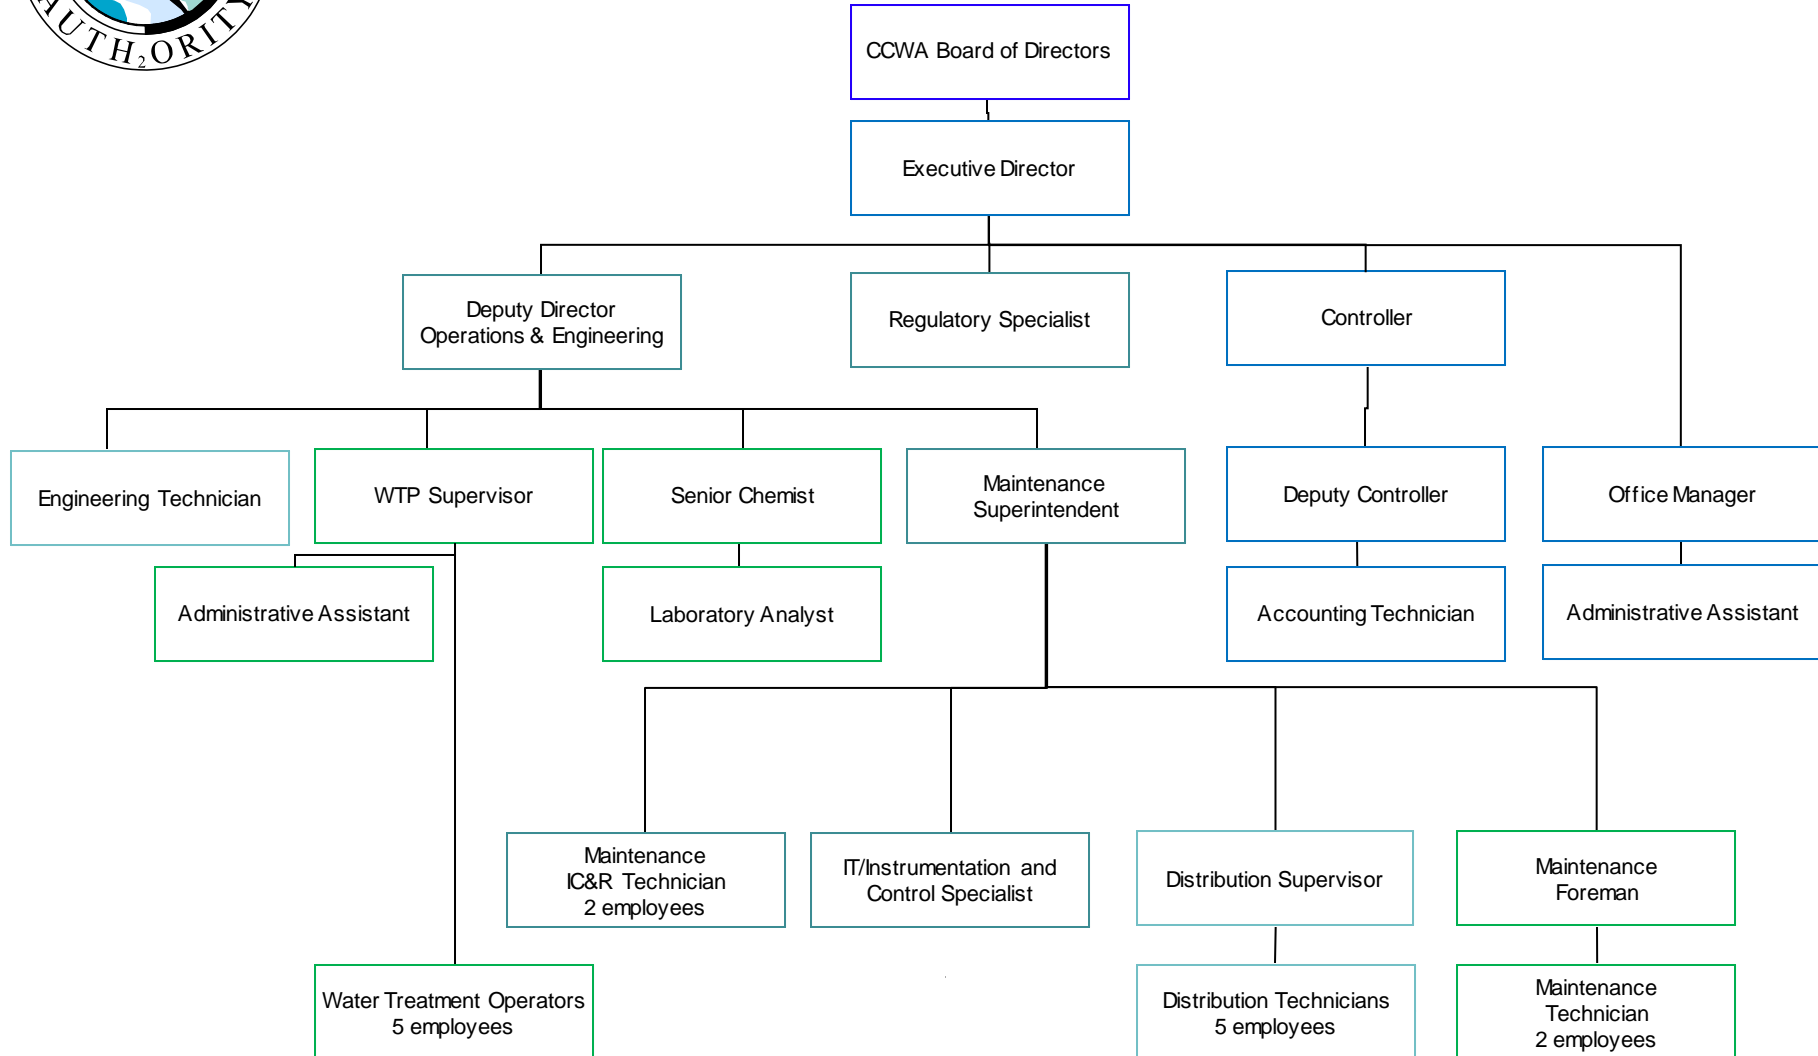 AUTH₂ORITY
CCWA Board of Directors
Executive Director
Deputy Director
Operations & Engineering
Regulatory Specialist
Controller
Engineering Technician
WTP Supervisor
Senior Chemist
Maintenance
Superintendent
Deputy Controller
Office Manager
Administrative Assistant
Laboratory Analyst
Accounting Technician
Administrative Assistant
Maintenance
IC&R Technician
2 employees
IT/Instrumentation and
Control Specialist
Distribution Supervisor
Maintenance
Foreman
Water Treatment Operators
5 employees
Distribution Technicians
5 employees
Maintenance
Technician
2 employees